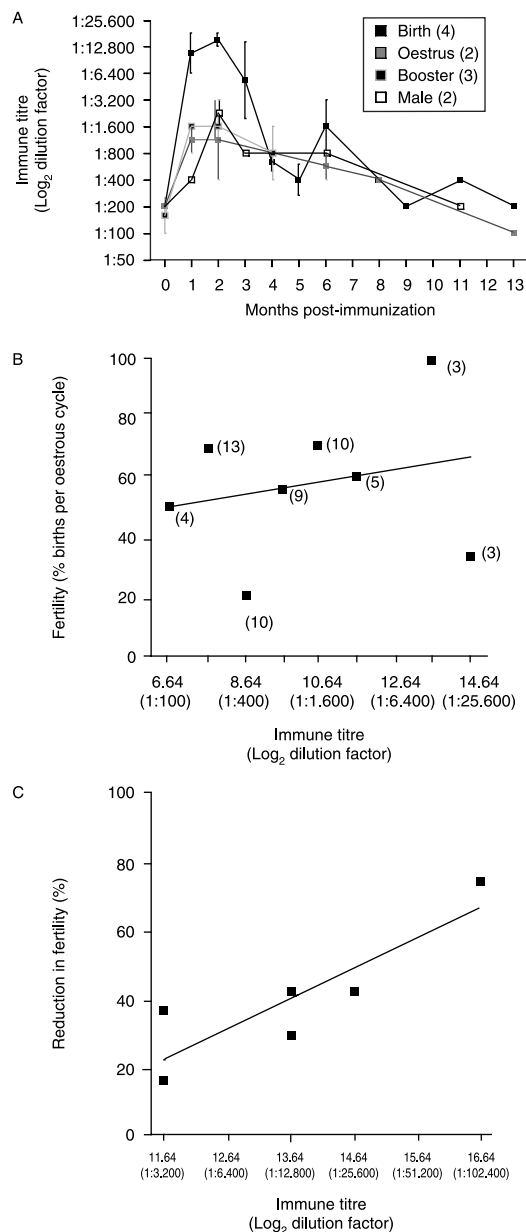 A
1:25.600
1:12.800
1:6.400
1:3.200
1:1.600
1:800
1:400
1:200
1:100
1:50
Immune titre
(Log2 dilution factor)
Birth (4)
Oestrus (2)
Booster (3)
Male (2)
0 1 2 3 4 5 6 7 8 9 10 11 12 13
Months post-immunization
B
100
80
60
40
20
0
Fertility (% births per oestrous cycle)
(3)
(13)
(10)
(9)
(5)
(4)
(3)
(10)
6.64 8.64 10.64 12.64 14.64
(1:100) (1:400) (1:1.600) (1:6.400) (1:25.600)
Immune titre
(Log2 dilution factor)
C
100
80
60
40
20
0
Reduction in fertility (%)
11.64 12.64 13.64 14.64 15.64 16.64
(1:3.200) (1:6.400) (1:12.800) (1:25.600) (1:51.200) (1:102.400)
Immune titre
(Log2 dilution factor)